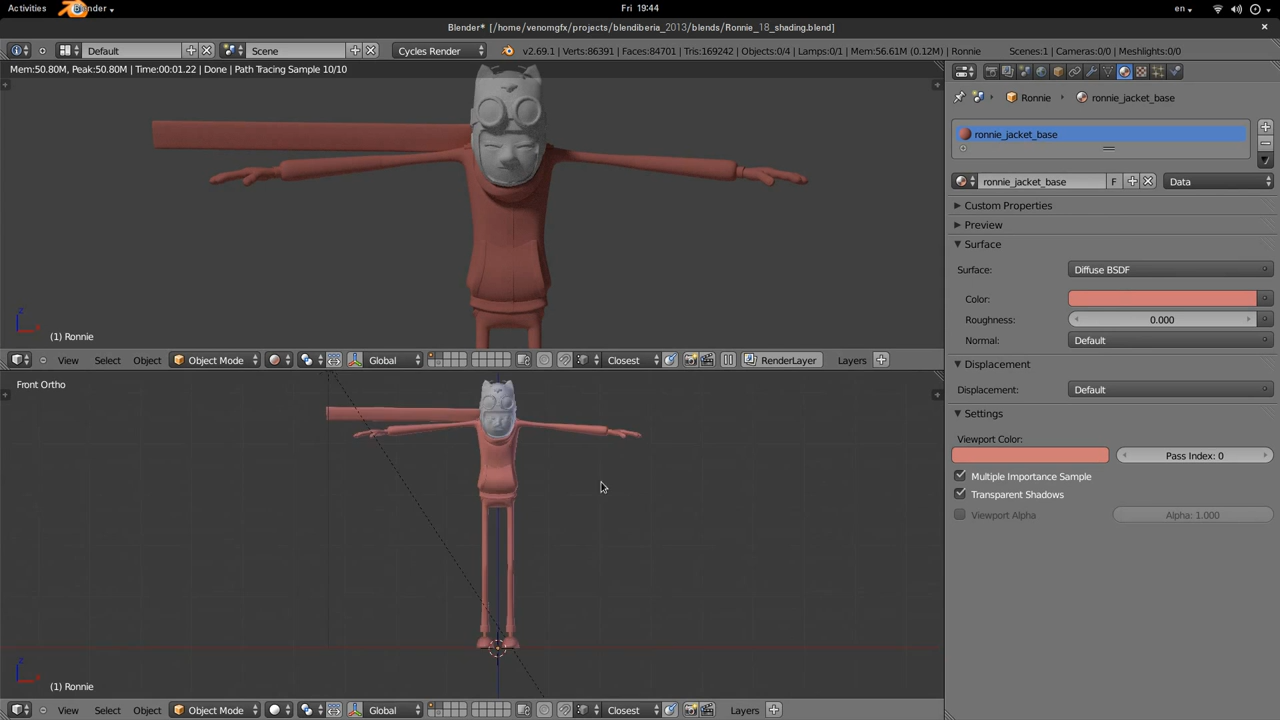 Activities Blender Fri 19:44 en
Blender* [/home/venomgfx/projects/blendiberia_2013/blends/Ronnie_18_shading.blend]
Default Scene Cycles Render v2.69.1 | Verts:86391 | Faces:84701 | Tris:169242 | Objects:0/4 | Lamps:0/1 | Mem:56.61M (0.12M) | Ronnie Scenes:1 | Cameras:0/0 | Meshlights:0/0
Mem:50.80M, Peak:50.80M | Time:00:01.22 | Done | Path Tracing Sample 10/10
Ronnie ronnie_jacket_base
ronnie_jacket_base
ronnie_jacket_base F Data
Custom Properties
Preview
Surface
Surface: Diffuse BSDF
Color:
Roughness: 0.000
Normal: Default
Displacement
Displacement: Default
Settings
Viewport Color:
Pass Index: 0
Multiple Importance Sample
Transparent Shadows
Viewport Alpha Alpha: 1.000
z
x
(1) Ronnie
View Select Object Object Mode Global Closest RenderLayer Layers
Front Ortho
z
x
(1) Ronnie
View Select Object Object Mode Global Closest Layers